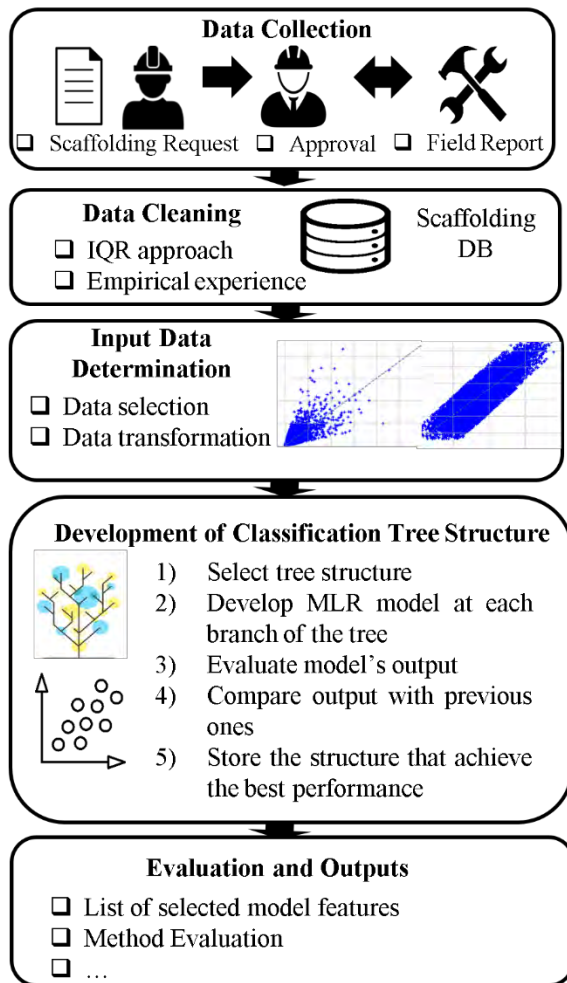 Data Collection
❑ Scaffolding Request ❑ Approval ❑ Field Report
Data Cleaning
❑ IQR approach
❑ Empirical experience
Scaffolding
DB
Input Data
Determination
❑ Data selection
❑ Data transformation
Development of Classification Tree Structure
1) Select tree structure
2) Develop MLR model at each
branch of the tree
3) Evaluate model's output
4) Compare output with previous
ones
5) Store the structure that achieve
the best performance
Evaluation and Outputs
❑ List of selected model features
❑ Method Evaluation
❑ …